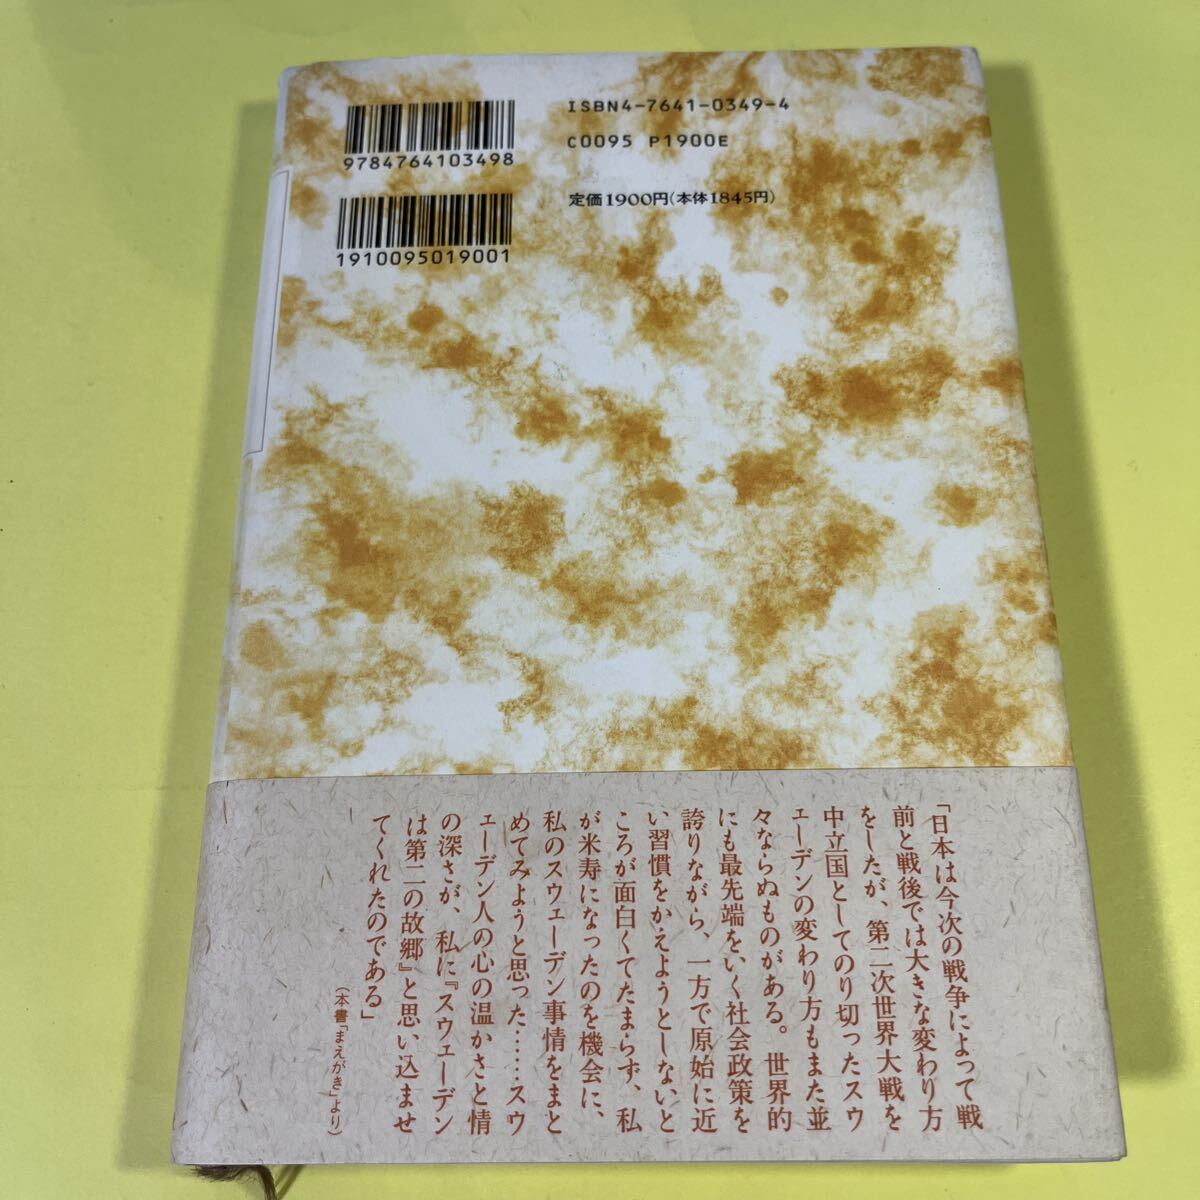 ISBN4-7641-0349-4
C0095 P1900E
定価1900円(本体1845円)
9784764103498
1910095019001
「日本は今次の戦争によって戦
前と戦後では大きな変わり方
をしたが、第二次世界大戦を
中立国としてのり切ったスウ
ェーデンの変わり方もまた並
々ならぬものがある。世界的
にも最先端をいく社会政策を
誇りながら、一方で原始に近
い習慣をかえようとしないと
ころが面白くてたまらず、私
が米寿になったのを機会に、
私のスウェーデン事情をまと
めてみようと思った……スウ
ェーデン人の心の温かさと情
の深さが、私に『スウェーデン
は第二の故郷』と思い込ませ
てくれたのである」
(本書「まえがき」より)